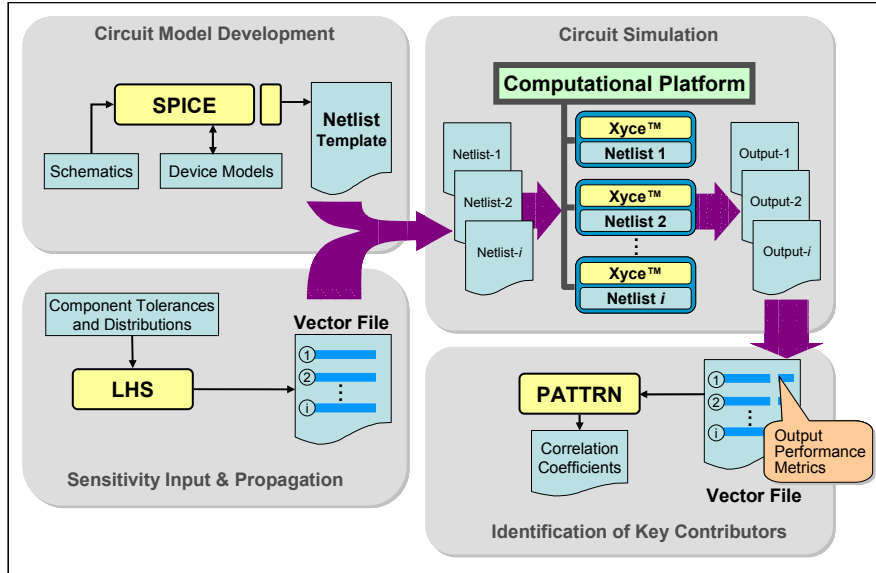 Circuit Model Development
SPICE
Netlist
Template
Schematics
Device Models
Circuit Simulation
Computational Platform
Netlist-1
Netlist-2
Netlist-i
Xyce™
Netlist 1
Xyce™
Netlist 2
Xyce™
Netlist i
Output-1
Output-2
Output-i
Component Tolerances
and Distributions
LHS
Vector File
1
2
i
Sensitivity Input & Propagation
PATTRN
Correlation
Coefficients
1
2
i
Output
Performance
Metrics
Vector File
Identification of Key Contributors